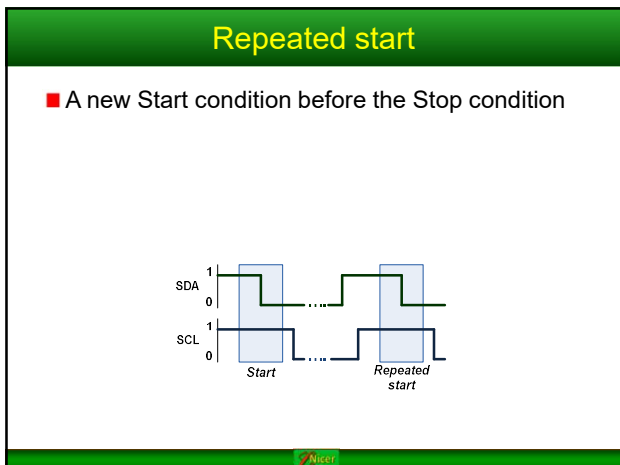 Repeated start
A new Start condition before the Stop condition
SDA
1
0
SCL
1
0
Start
Repeated
start
Nicer